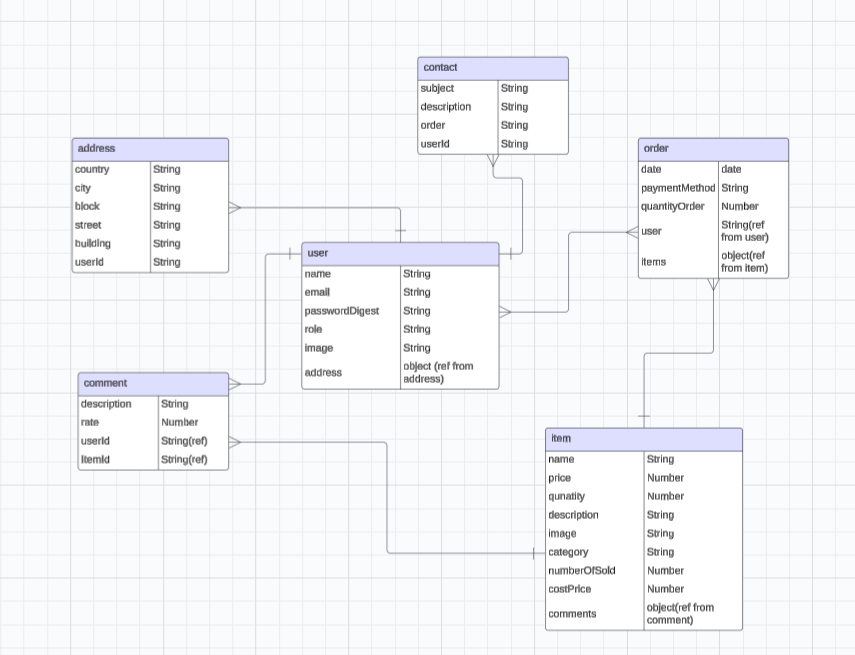 contact
subject String
description String
order String
userId String
address
country String
city String
block String
street String
building String
userId String
order
date date
paymentMethod String
quantityOrder Number
user String(ref
from user)
items object(ref
from item)
user
name String
email String
passwordDigest String
role String
image String
address object (ref from
address)
comment
description String
rate Number
userId String(ref)
itemId String(ref)
item
name String
price Number
qunatity Number
description String
image String
category String
numberOfSold Number
costPrice Number
comments object(ref from
comment)